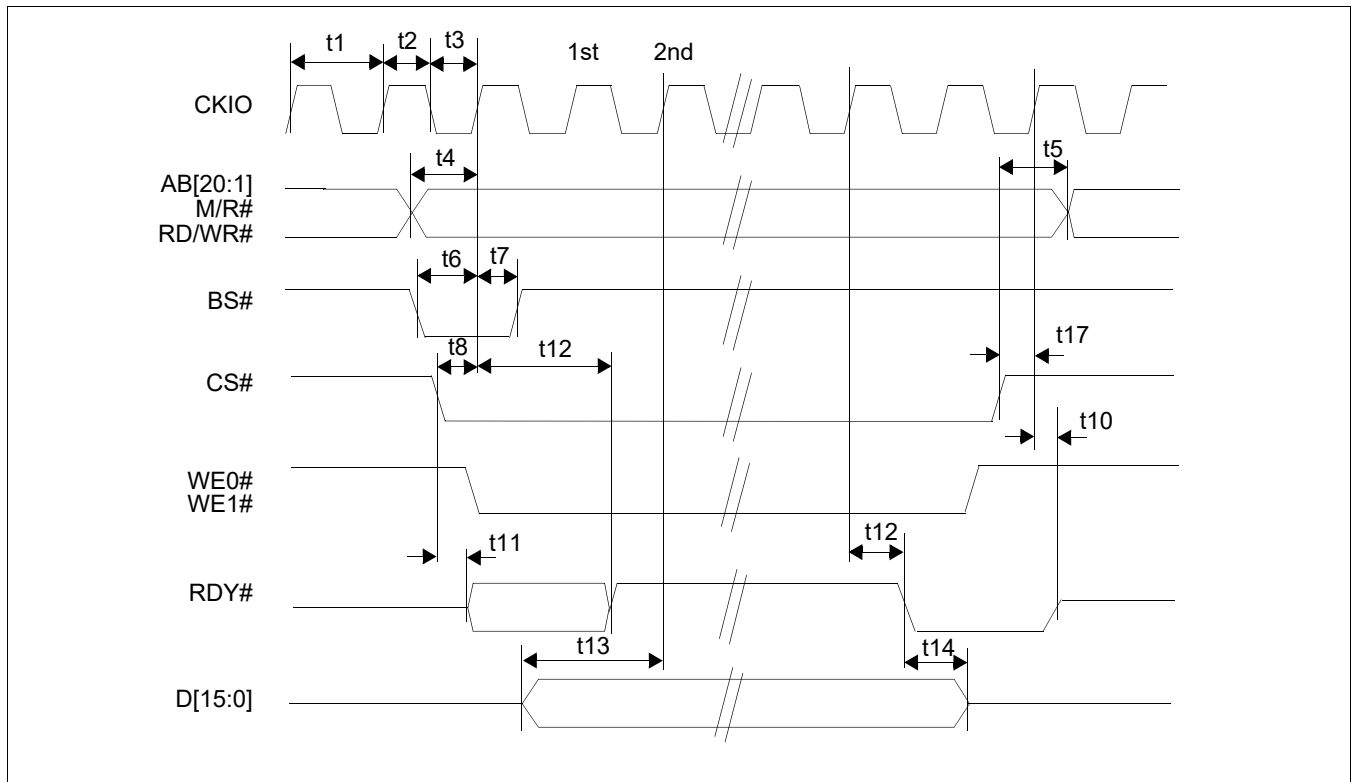 t1
t2
t3
1st
2nd
CKIO
t4
t5
AB[20:1]
M/R#
RD/WR#
t6
t7
BS#
t8
t12
t17
CS#
t10
WE0#
WE1#
t12
t11
RDY#
t13
t14
D[15:0]